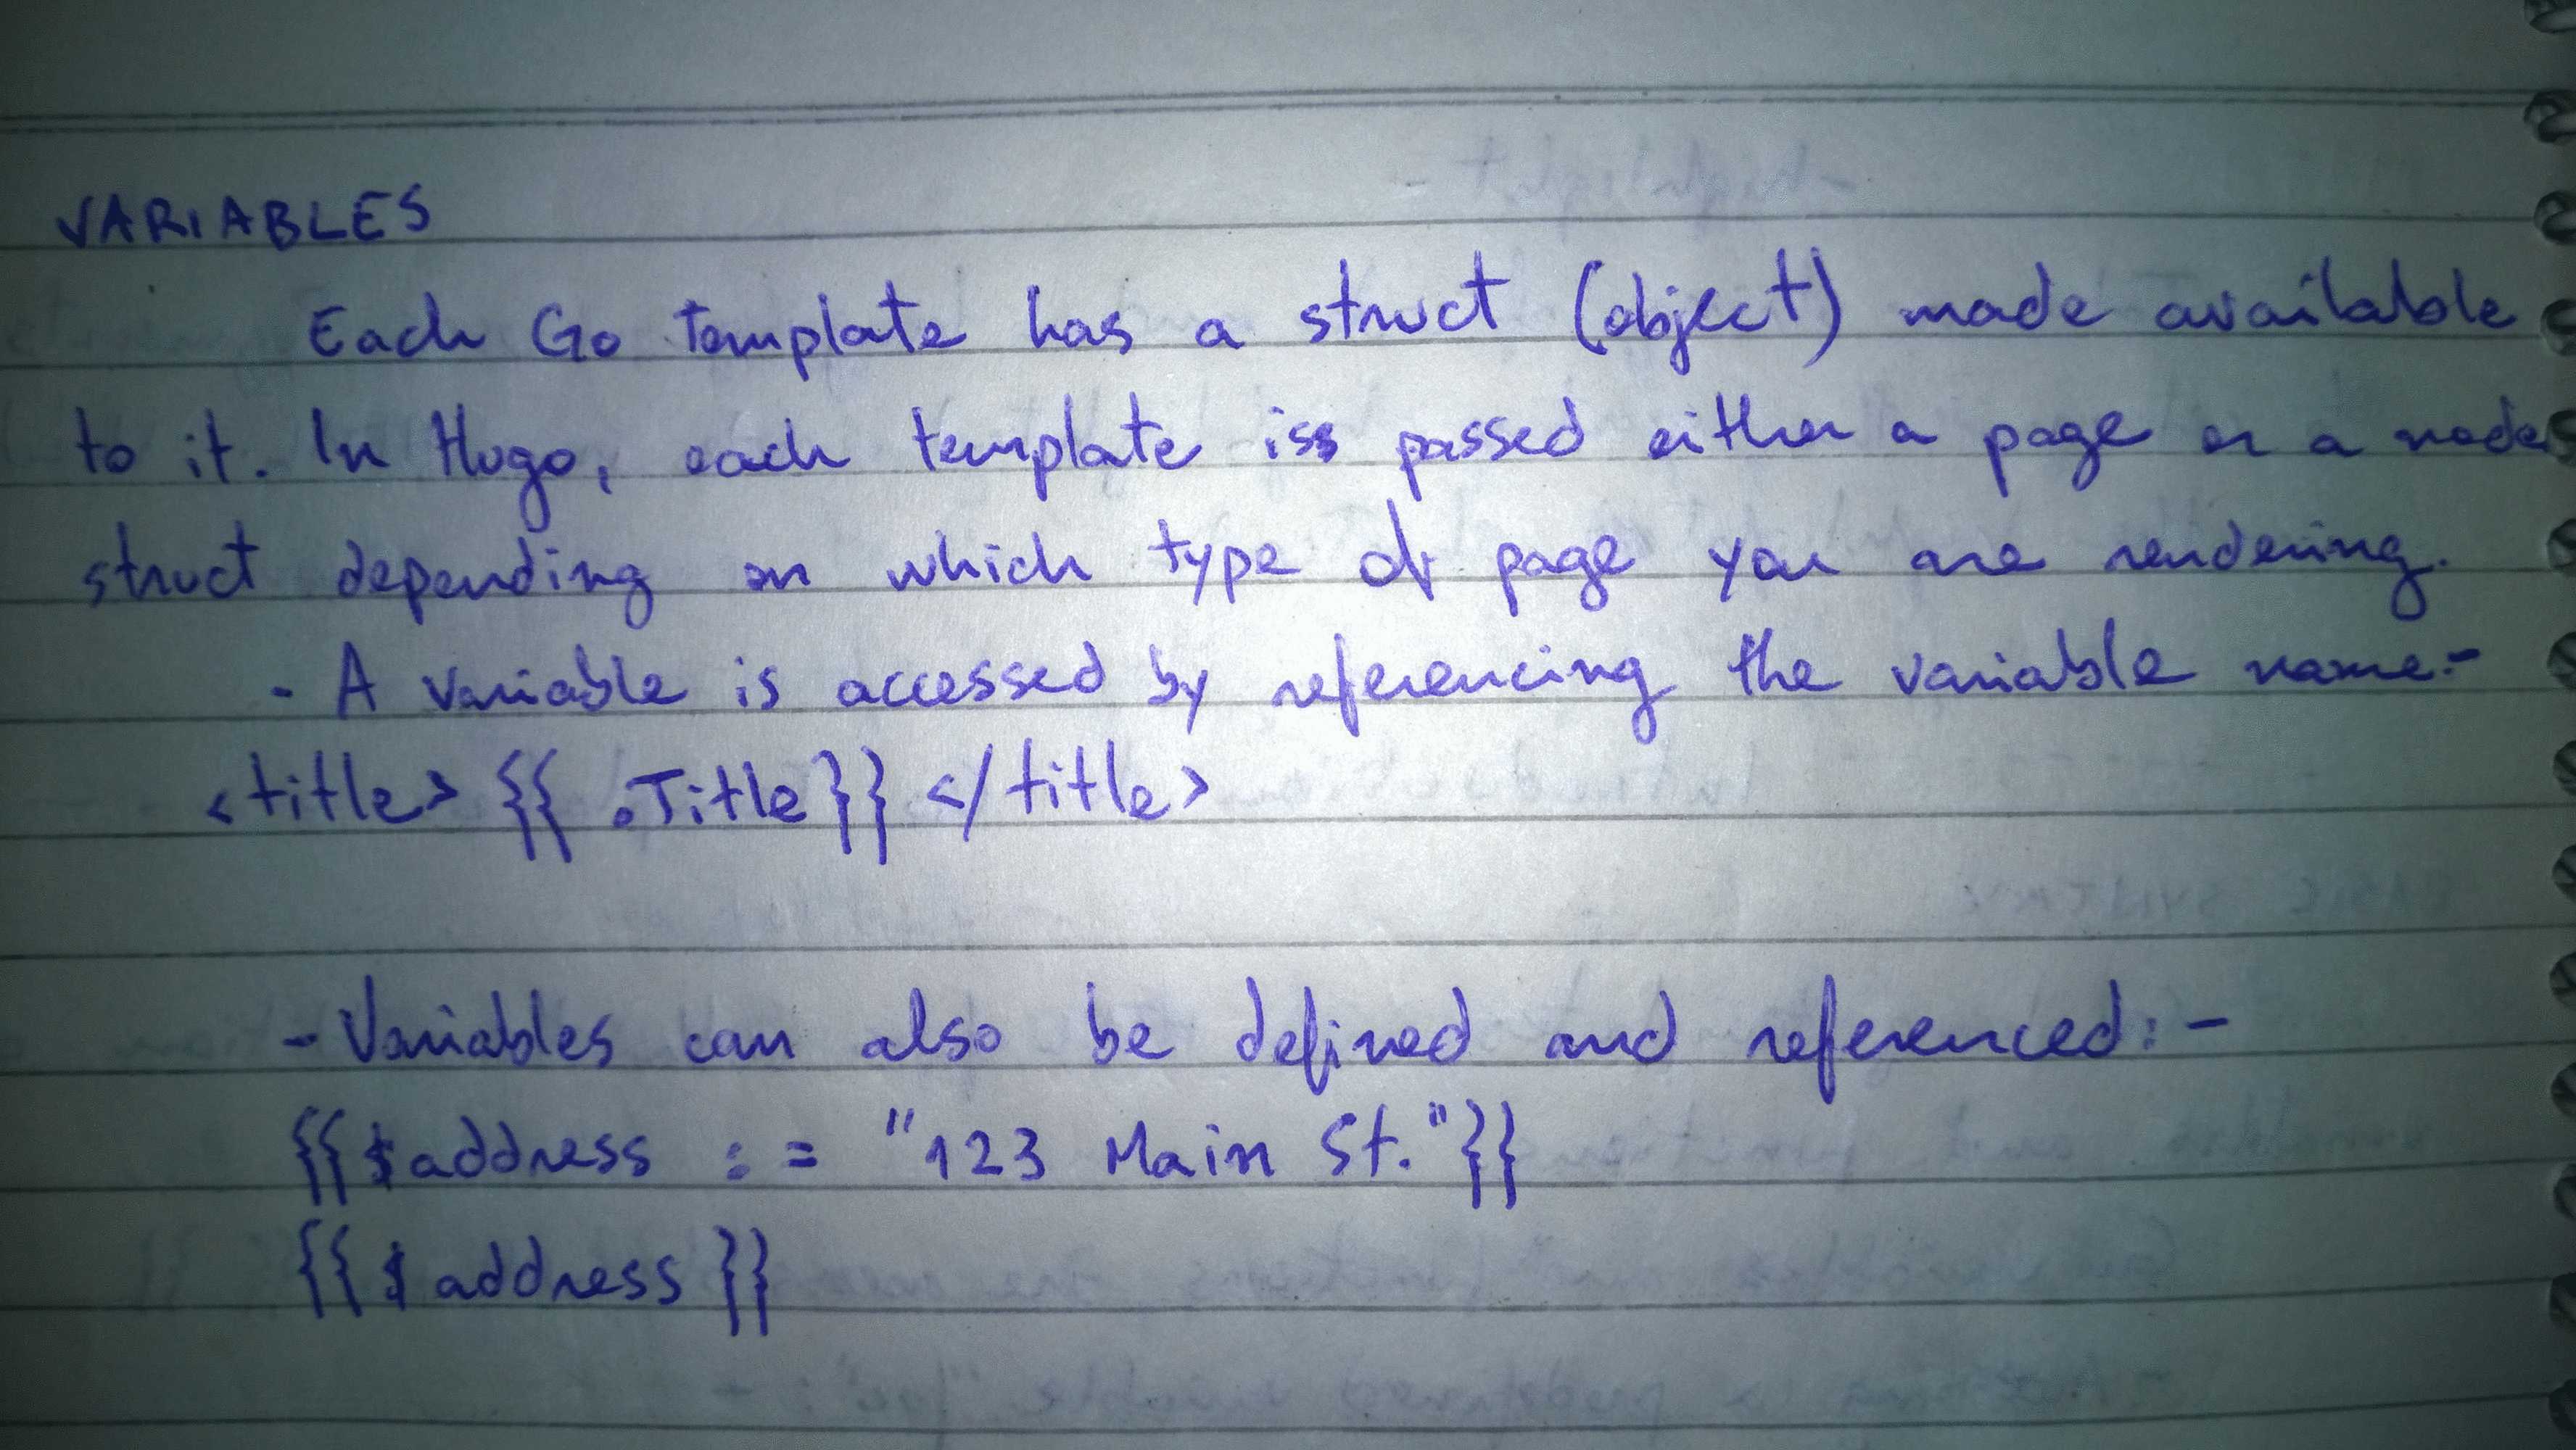 VARIABLES
Each Go template has a struct (object) made available
to it. In Hugo, each template is passed either a page or a node
struct depending on which type of page you are rendering.
- A variable is accessed by referencing the variable name:-
<title> {{ .Title}} </title>
- Variables can also be defined and referenced: -
{{$address := "123 Main St."}}
{{$address}}